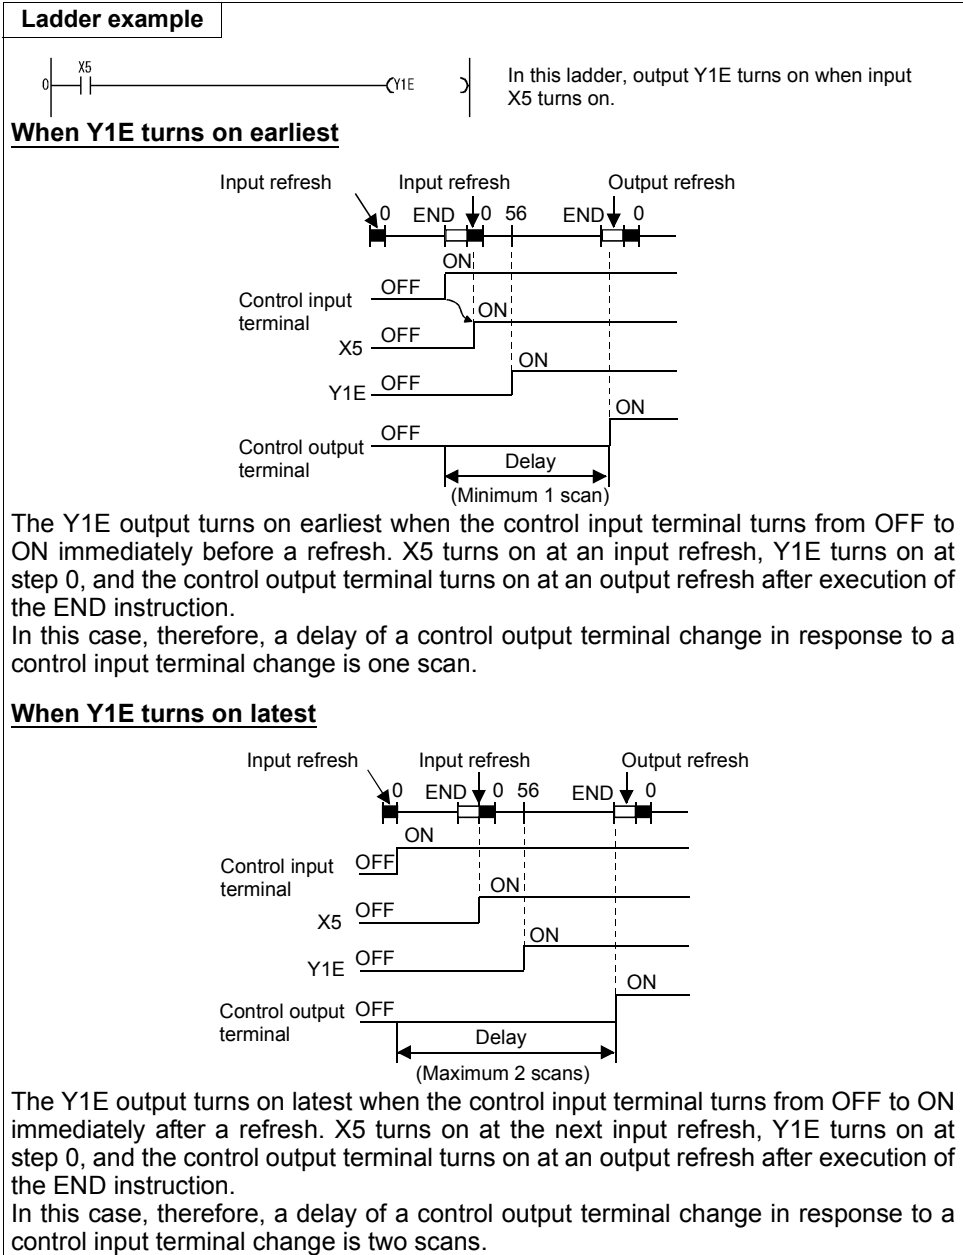 Ladder example
X5
0
Y1E
In this ladder, output Y1E turns on when input
X5 turns on.
When Y1E turns on earliest
Input refresh Input refresh Output refresh
0 END 0 56 END 0
ON
OFF
Control input
terminal
ON
OFF
X5
ON
OFF
Y1E
ON
OFF
Control output
terminal
Delay
(Minimum 1 scan)
The Y1E output turns on earliest when the control input terminal turns from OFF to
ON immediately before a refresh. X5 turns on at an input refresh, Y1E turns on at
step 0, and the control output terminal turns on at an output refresh after execution of
the END instruction.
In this case, therefore, a delay of a control output terminal change in response to a
control input terminal change is one scan.
When Y1E turns on latest
Input refresh Input refresh Output refresh
0 END 0 56 END 0
ON
OFF
Control input
terminal
ON
OFF
X5
ON
OFF
Y1E
ON
OFF
Control output
terminal
Delay
(Maximum 2 scans)
The Y1E output turns on latest when the control input terminal turns from OFF to ON
immediately after a refresh. X5 turns on at the next input refresh, Y1E turns on at
step 0, and the control output terminal turns on at an output refresh after execution of
the END instruction.
In this case, therefore, a delay of a control output terminal change in response to a
control input terminal change is two scans.